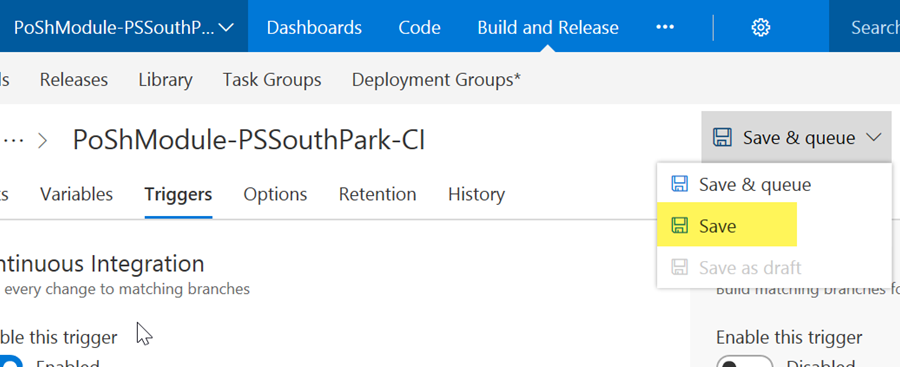 PoShModule-PSSouthP... Dashboards Code Build and Release ••• Search
Releases Library Task Groups Deployment Groups*
··· > PoShModule-PSSouthPark-CI Save & queue
Variables Triggers Options Retention History
Save & queue
Save
Save as draft
ntinuous Integration
every change to matching branches
Build matching branches fo
ble this trigger
Enabled
Enable this trigger
Disabled